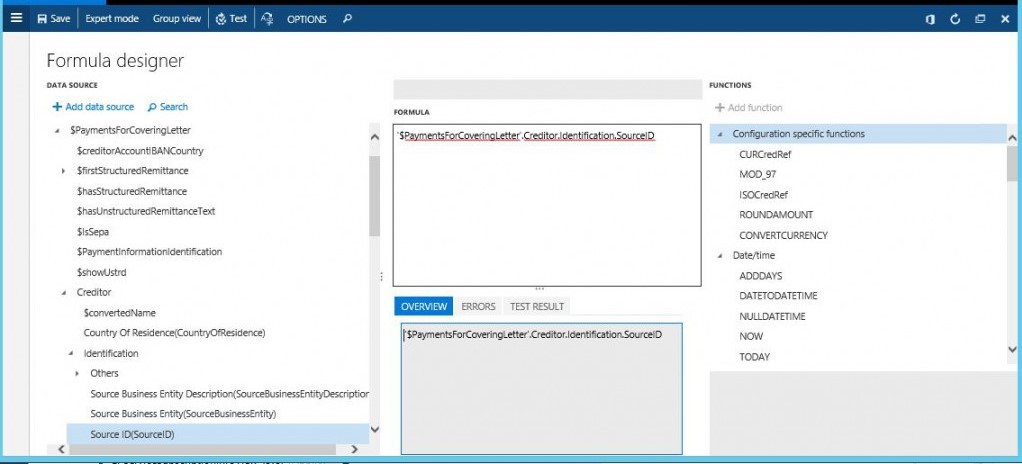 Save Expert mode Group view Test OPTIONS
Formula designer
DATA SOURCE
+ Add data source Search
$PaymentsForCoveringLetter
$creditorAccountIBANCountry
$firstStructuredRemittance
$hasStructuredRemittance
$hasUnstructuredRemittanceText
$IsSepa
$PaymentInformationIdentification
$showUstrd
Creditor
$convertedName
Country Of Residence(CountryOfResidence)
Identification
Others
Source Business Entity Description(SourceBusinessEntityDescription
Source Business Entity(SourceBusinessEntity)
Source ID(SourceID)
FORMULA
'$PaymentsForCoveringLetter'.Creditor.Identification.SourceID
OVERVIEW ERRORS TEST RESULT
'$PaymentsForCoveringLetter'.Creditor.Identification.SourceID
FUNCTIONS
+ Add function
Configuration specific functions
CURCredRef
MOD_97
ISOCredRef
ROUNDAMOUNT
CONVERTCURRENCY
Date/time
ADDDAYS
DATETODATETIME
NULLDATETIME
NOW
TODAY